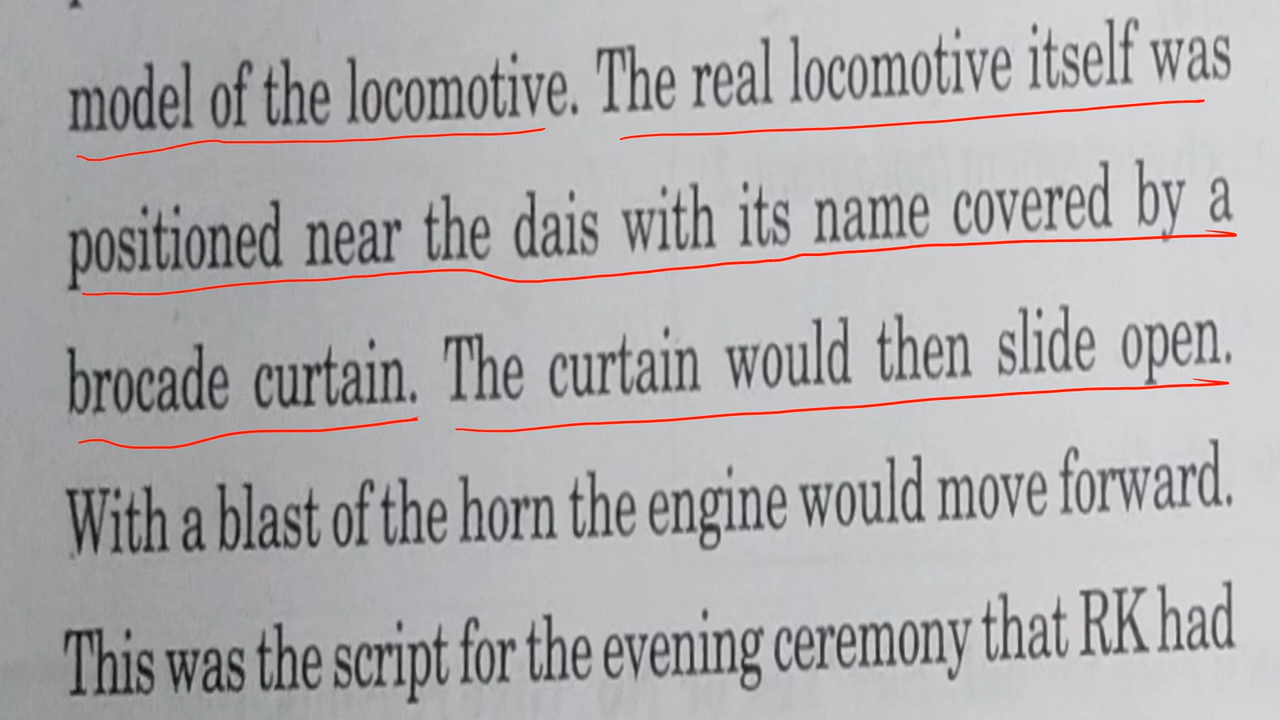 model of the locomotive. The real locomotive itself was
positioned near the dais with its name covered by a
brocade curtain. The curtain would then slide open.
With a blast of the horn the engine would move forward.
This was the script for the evening ceremony that RK had